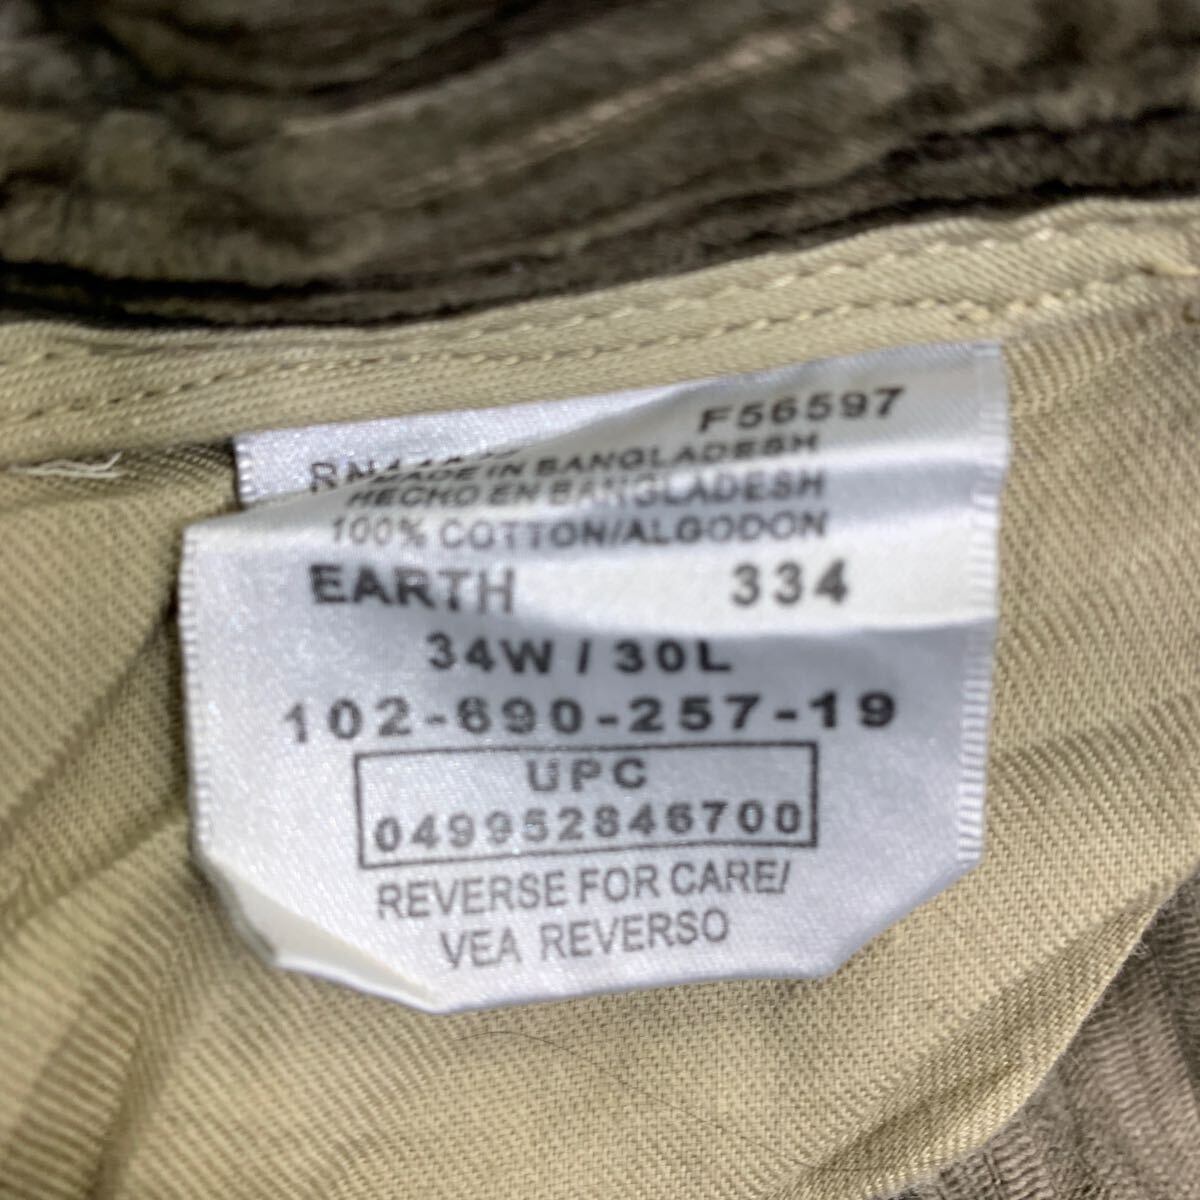 F56597
MADE IN BANGLADESH
HECHO EN BANGLADESH
100% COTTON/ALGODON
EARTH 334
34W / 30L
102-690-257-19
UPC
049952846700
REVERSE FOR CARE/
VEA REVERSO